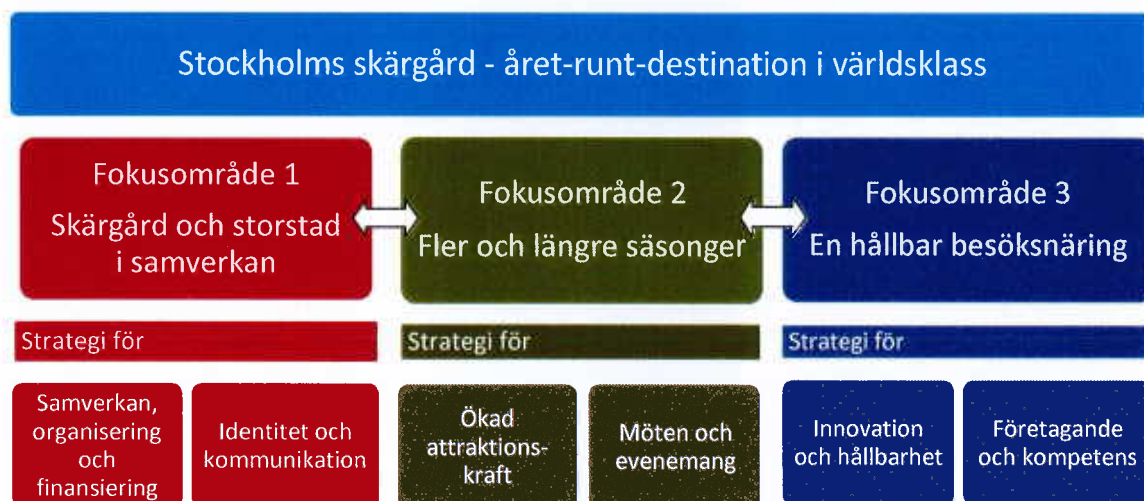 Stockholms skärgård - året-runt-destination i världsklass
Fokusområde 1
Skärgård och storstad
i samverkan
Fokusområde 2
Fler och längre säsonger
Fokusområde 3
En hållbar besöksnäring
Strategi för
Strategi för
Strategi för
Samverkan,
organisering
och
finansiering
Identitet och
kommunikation
Ökad
attraktions-
kraft
Möten och
evenemang
Innovation
och hållbarhet
Företagande
och kompetens